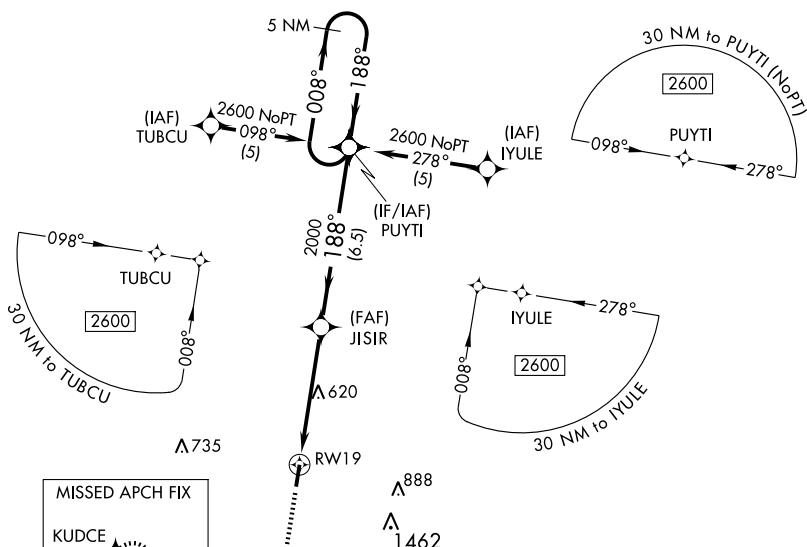 5 NM
008°
188°
30 NM to PUYTI (NoPT)
2600
PUYTI
098°
278°
(IAF)
TUBCU
2600 NoPT
098°
(5)
2600 NoPT
278°
(5)
(IAF)
IYULE
(IF/IAF)
PUYTI
2000
188°
(6.5)
098°
TUBCU
2600
008°
30 NM to TUBCU
278°
IYULE
2600
008°
30 NM to IYULE
(FAF)
JISIR
620
735
RW19
888
1462
MISSED APCH FIX
KUDCE